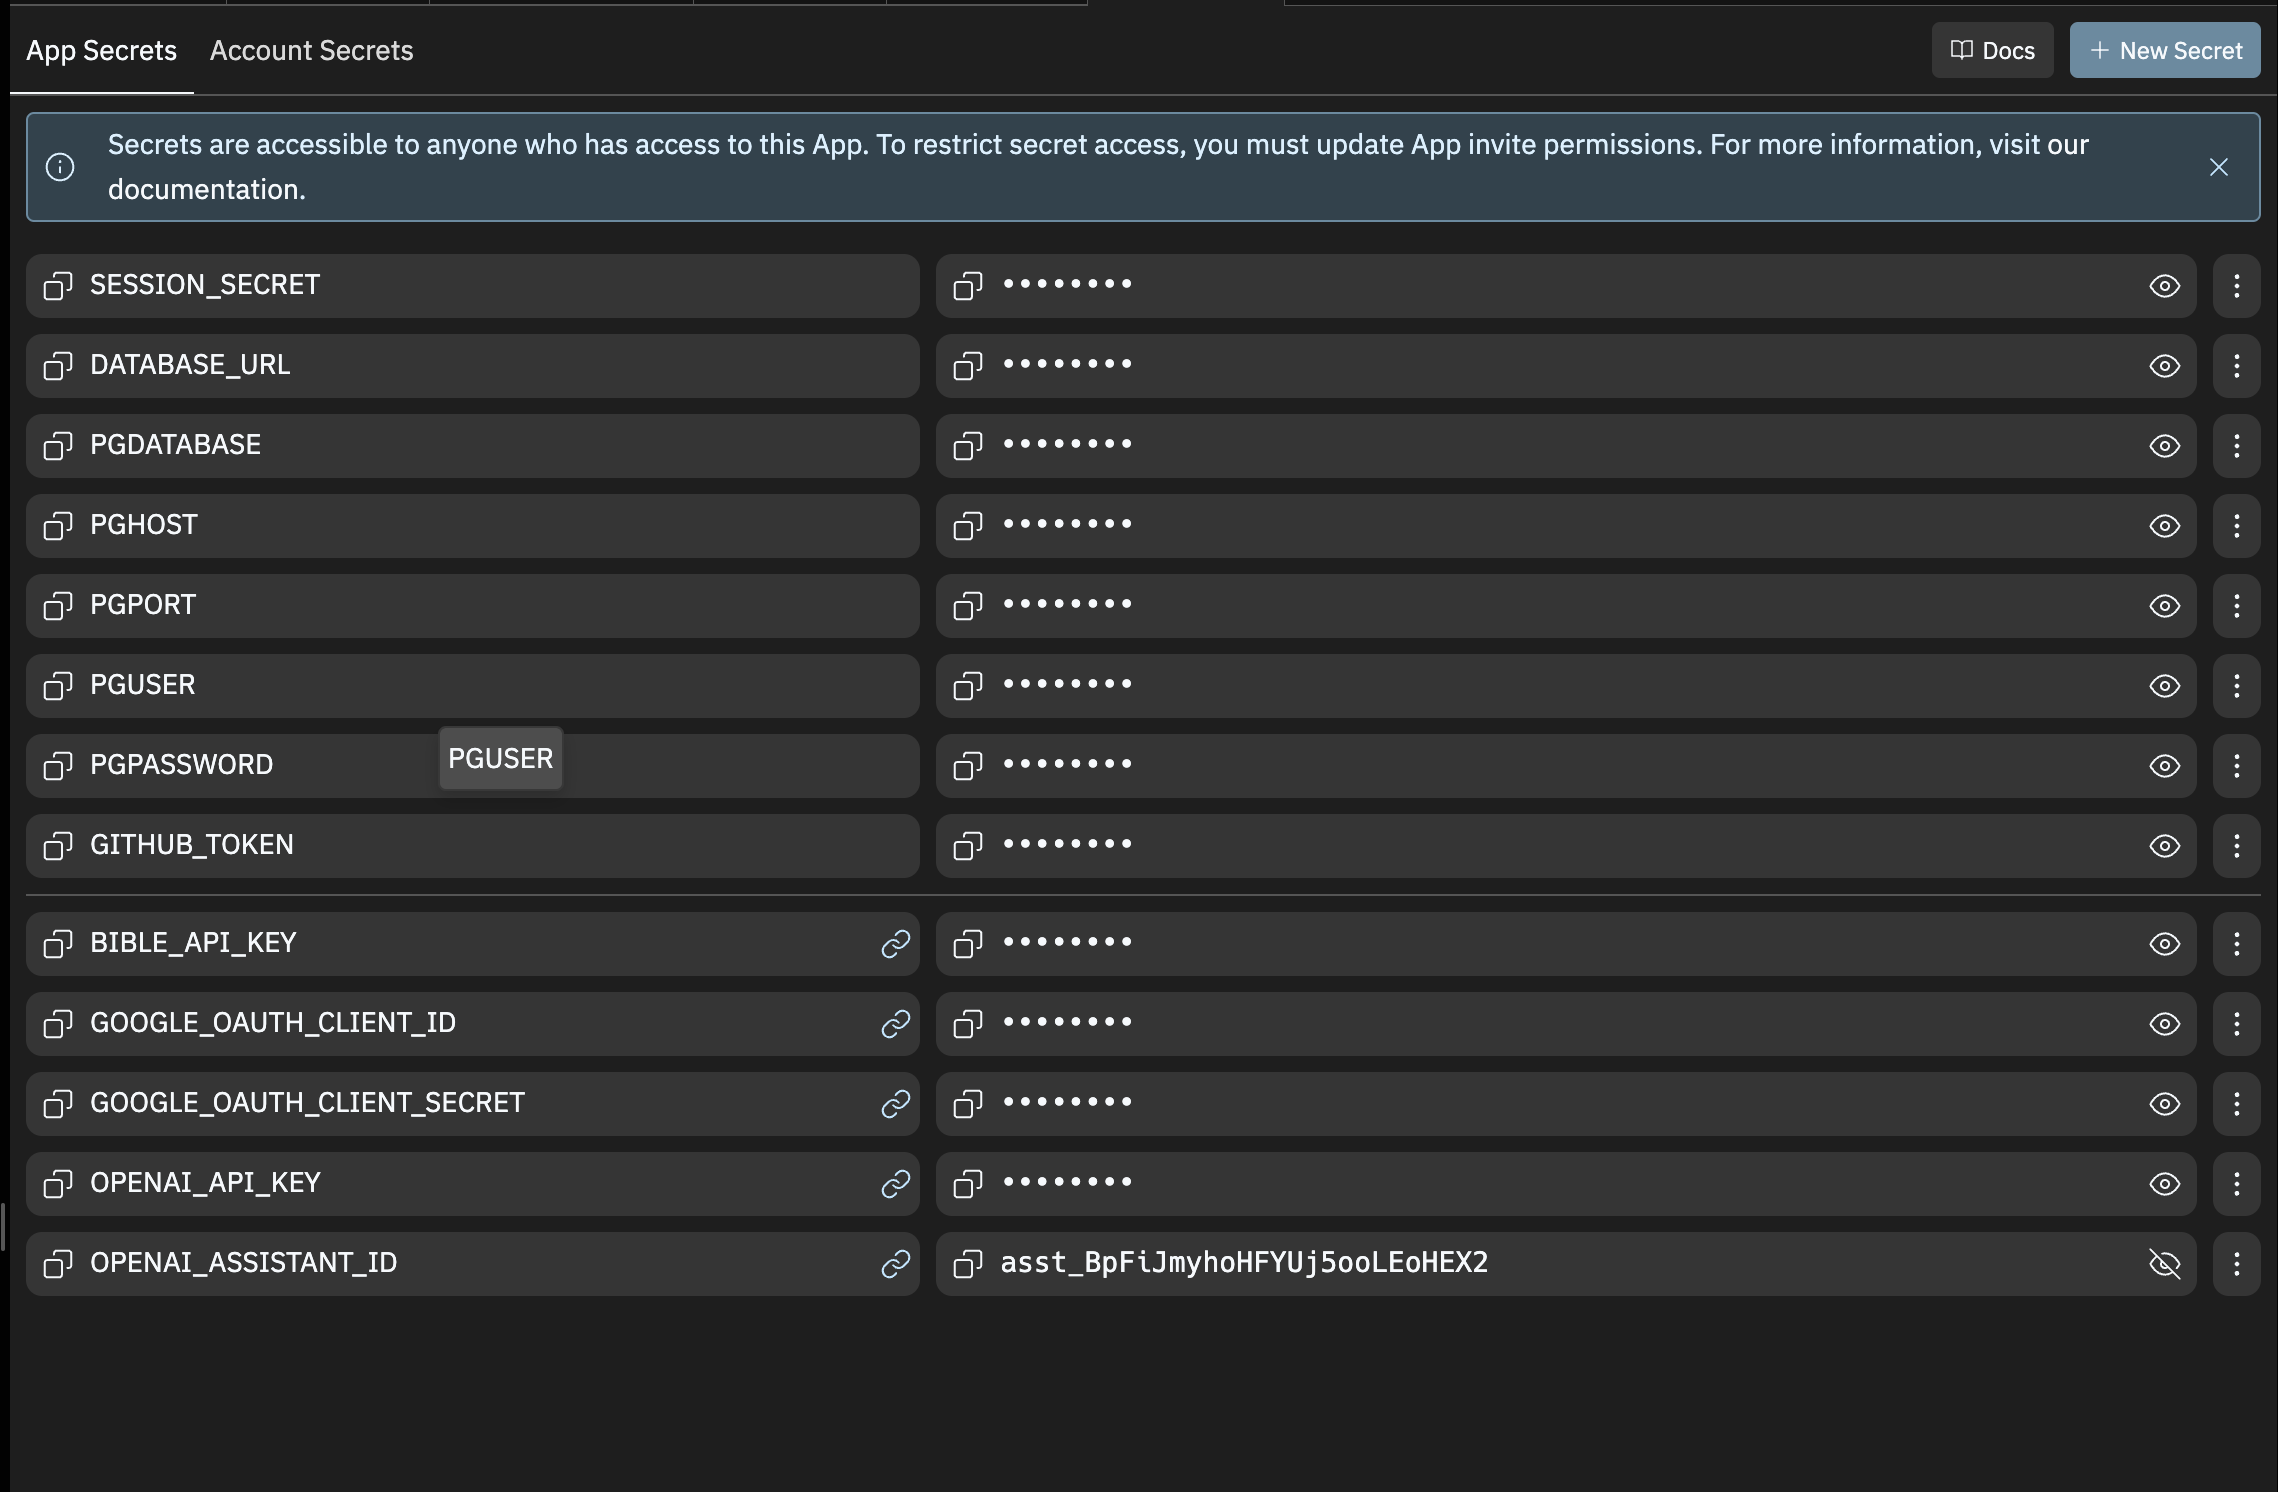 App Secrets Account Secrets Docs New Secret
Secrets are accessible to anyone who has access to this App. To restrict secret access, you must update App invite permissions. For more information, visit our
documentation.
SESSION_SECRET ••••••••
DATABASE_URL ••••••••
PGDATABASE ••••••••
PGHOST ••••••••
PGPORT ••••••••
PGUSER ••••••••
PGPASSWORD PGUSER ••••••••
GITHUB_TOKEN ••••••••
BIBLE_API_KEY ••••••••
GOOGLE_OAUTH_CLIENT_ID ••••••••
GOOGLE_OAUTH_CLIENT_SECRET ••••••••
OPENAI_API_KEY ••••••••
OPENAI_ASSISTANT_ID asst_BpFiJmyhoHFYUj5ooLEoHEX2